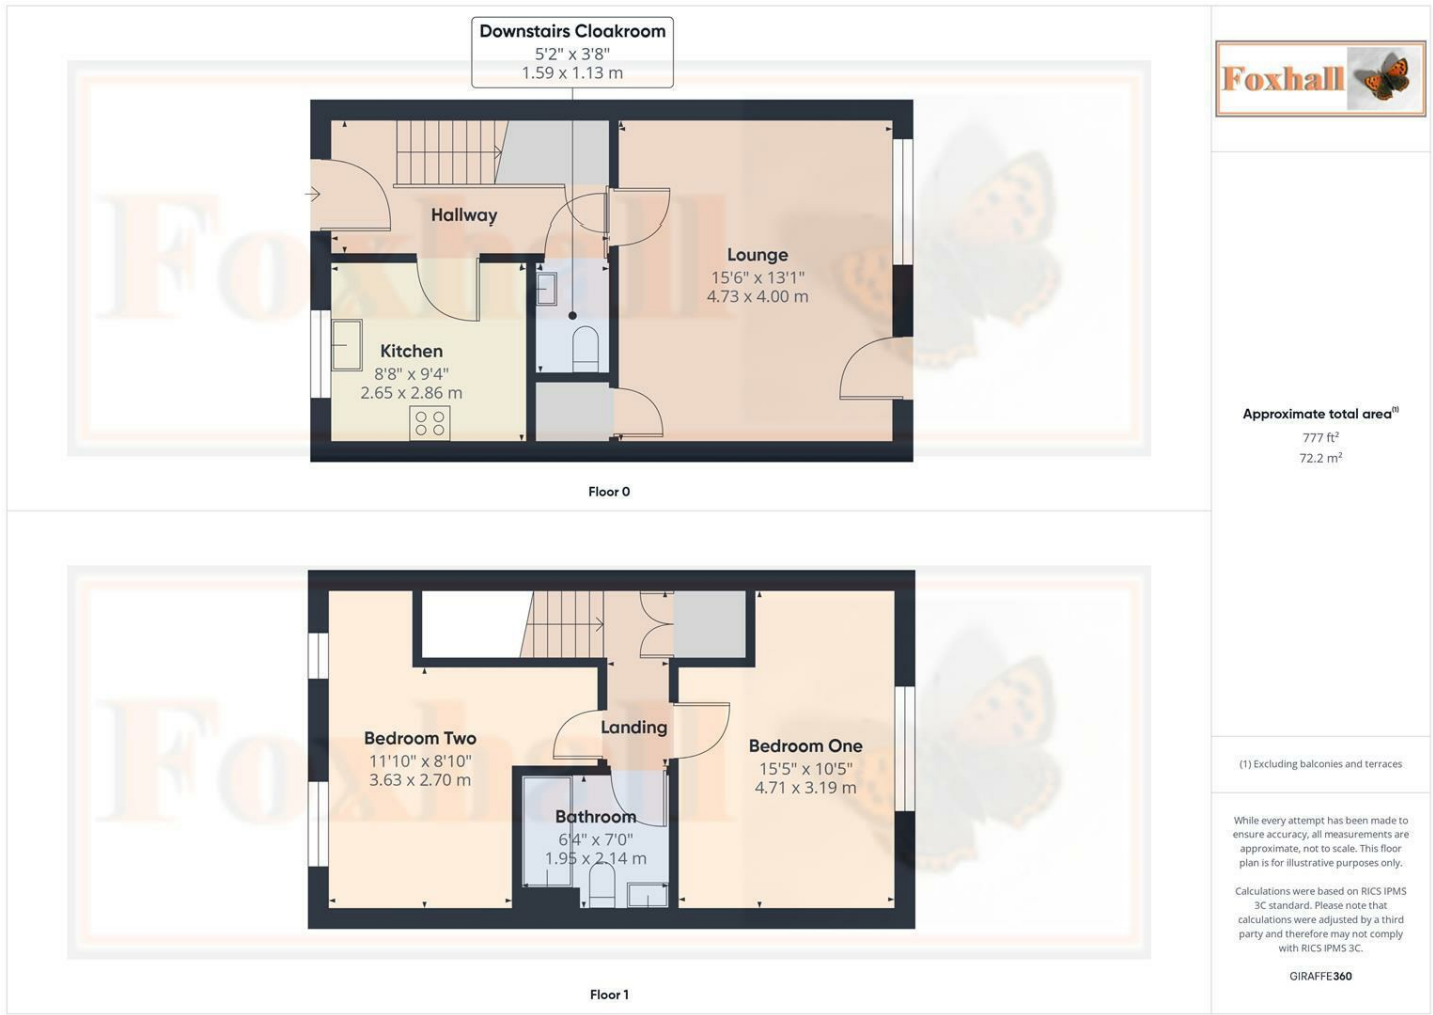 Downstairs Cloakroom
5'2" x 3'8"
1.59 x 1.13 m
Foxhall
Hallway
Lounge
15'6" x 13'1"
4.73 x 4.00 m
Kitchen
8'8" x 9'4"
2.65 x 2.86 m
Foxhall
Floor 0
Approximate total area(1)
777 ft²
72.2 m²
Landing
Bedroom Two
11'10" x 8'10"
3.63 x 2.70 m
Bedroom One
15'5" x 10'5"
4.71 x 3.19 m
Bathroom
6'4" x 7'0"
1.95 x 2.14 m
Foxhall
Floor 1
(1) Excluding balconies and terraces
While every attempt has been made to
ensure accuracy, all measurements are
approximate, not to scale. This floor
plan is for illustrative purposes only.
Calculations were based on RICS IPMS
3C standard. Please note that
calculations were adjusted by a third
party and therefore may not comply
with RICS IPMS 3C.
GIRAFFE360